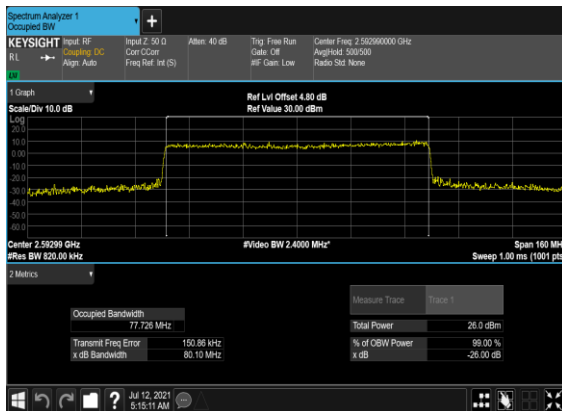 Spectrum Analyzer 1
Occupied BW
KEYSIGHT
RL
Input: RF
Coupling: DC
Align: Auto
Input Z: 50 Ω
Corr CCorr
Freq Ref: Int (S)
Atten: 40 dB
Trig: Free Run
Gate: Off
#IF Gain: Low
Center Freq: 2.592990000 GHz
Avg|Hold: 500/500
Radio Std: None
1 Graph
Scale/Div 10.0 dB
Ref Lvl Offset 4.80 dB
Ref Value 30.00 dBm
Log
20.0
10.0
0.00
-10.0
-20.0
-30.0
-40.0
-50.0
-60.0
Center 2.59299 GHz
#Res BW 820.00 kHz
#Video BW 2.4000 MHz*
Span 160 MH
Sweep 1.00 ms (1001 pts
2 Metrics
Measure Trace
Trace 1
Occupied Bandwidth
77.726 MHz
Total Power
26.0 dBm
Transmit Freq Error
150.86 kHz
% of OBW Power
99.00 %
x dB Bandwidth
80.10 MHz
x dB
-26.00 dB
Jul 12, 2021
5:15:11 AM